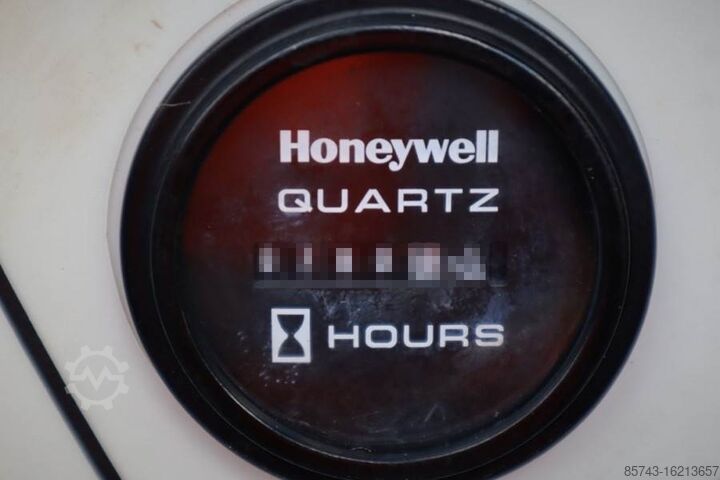 Honeywell
QUARTZ
HOURS
85743-16213657